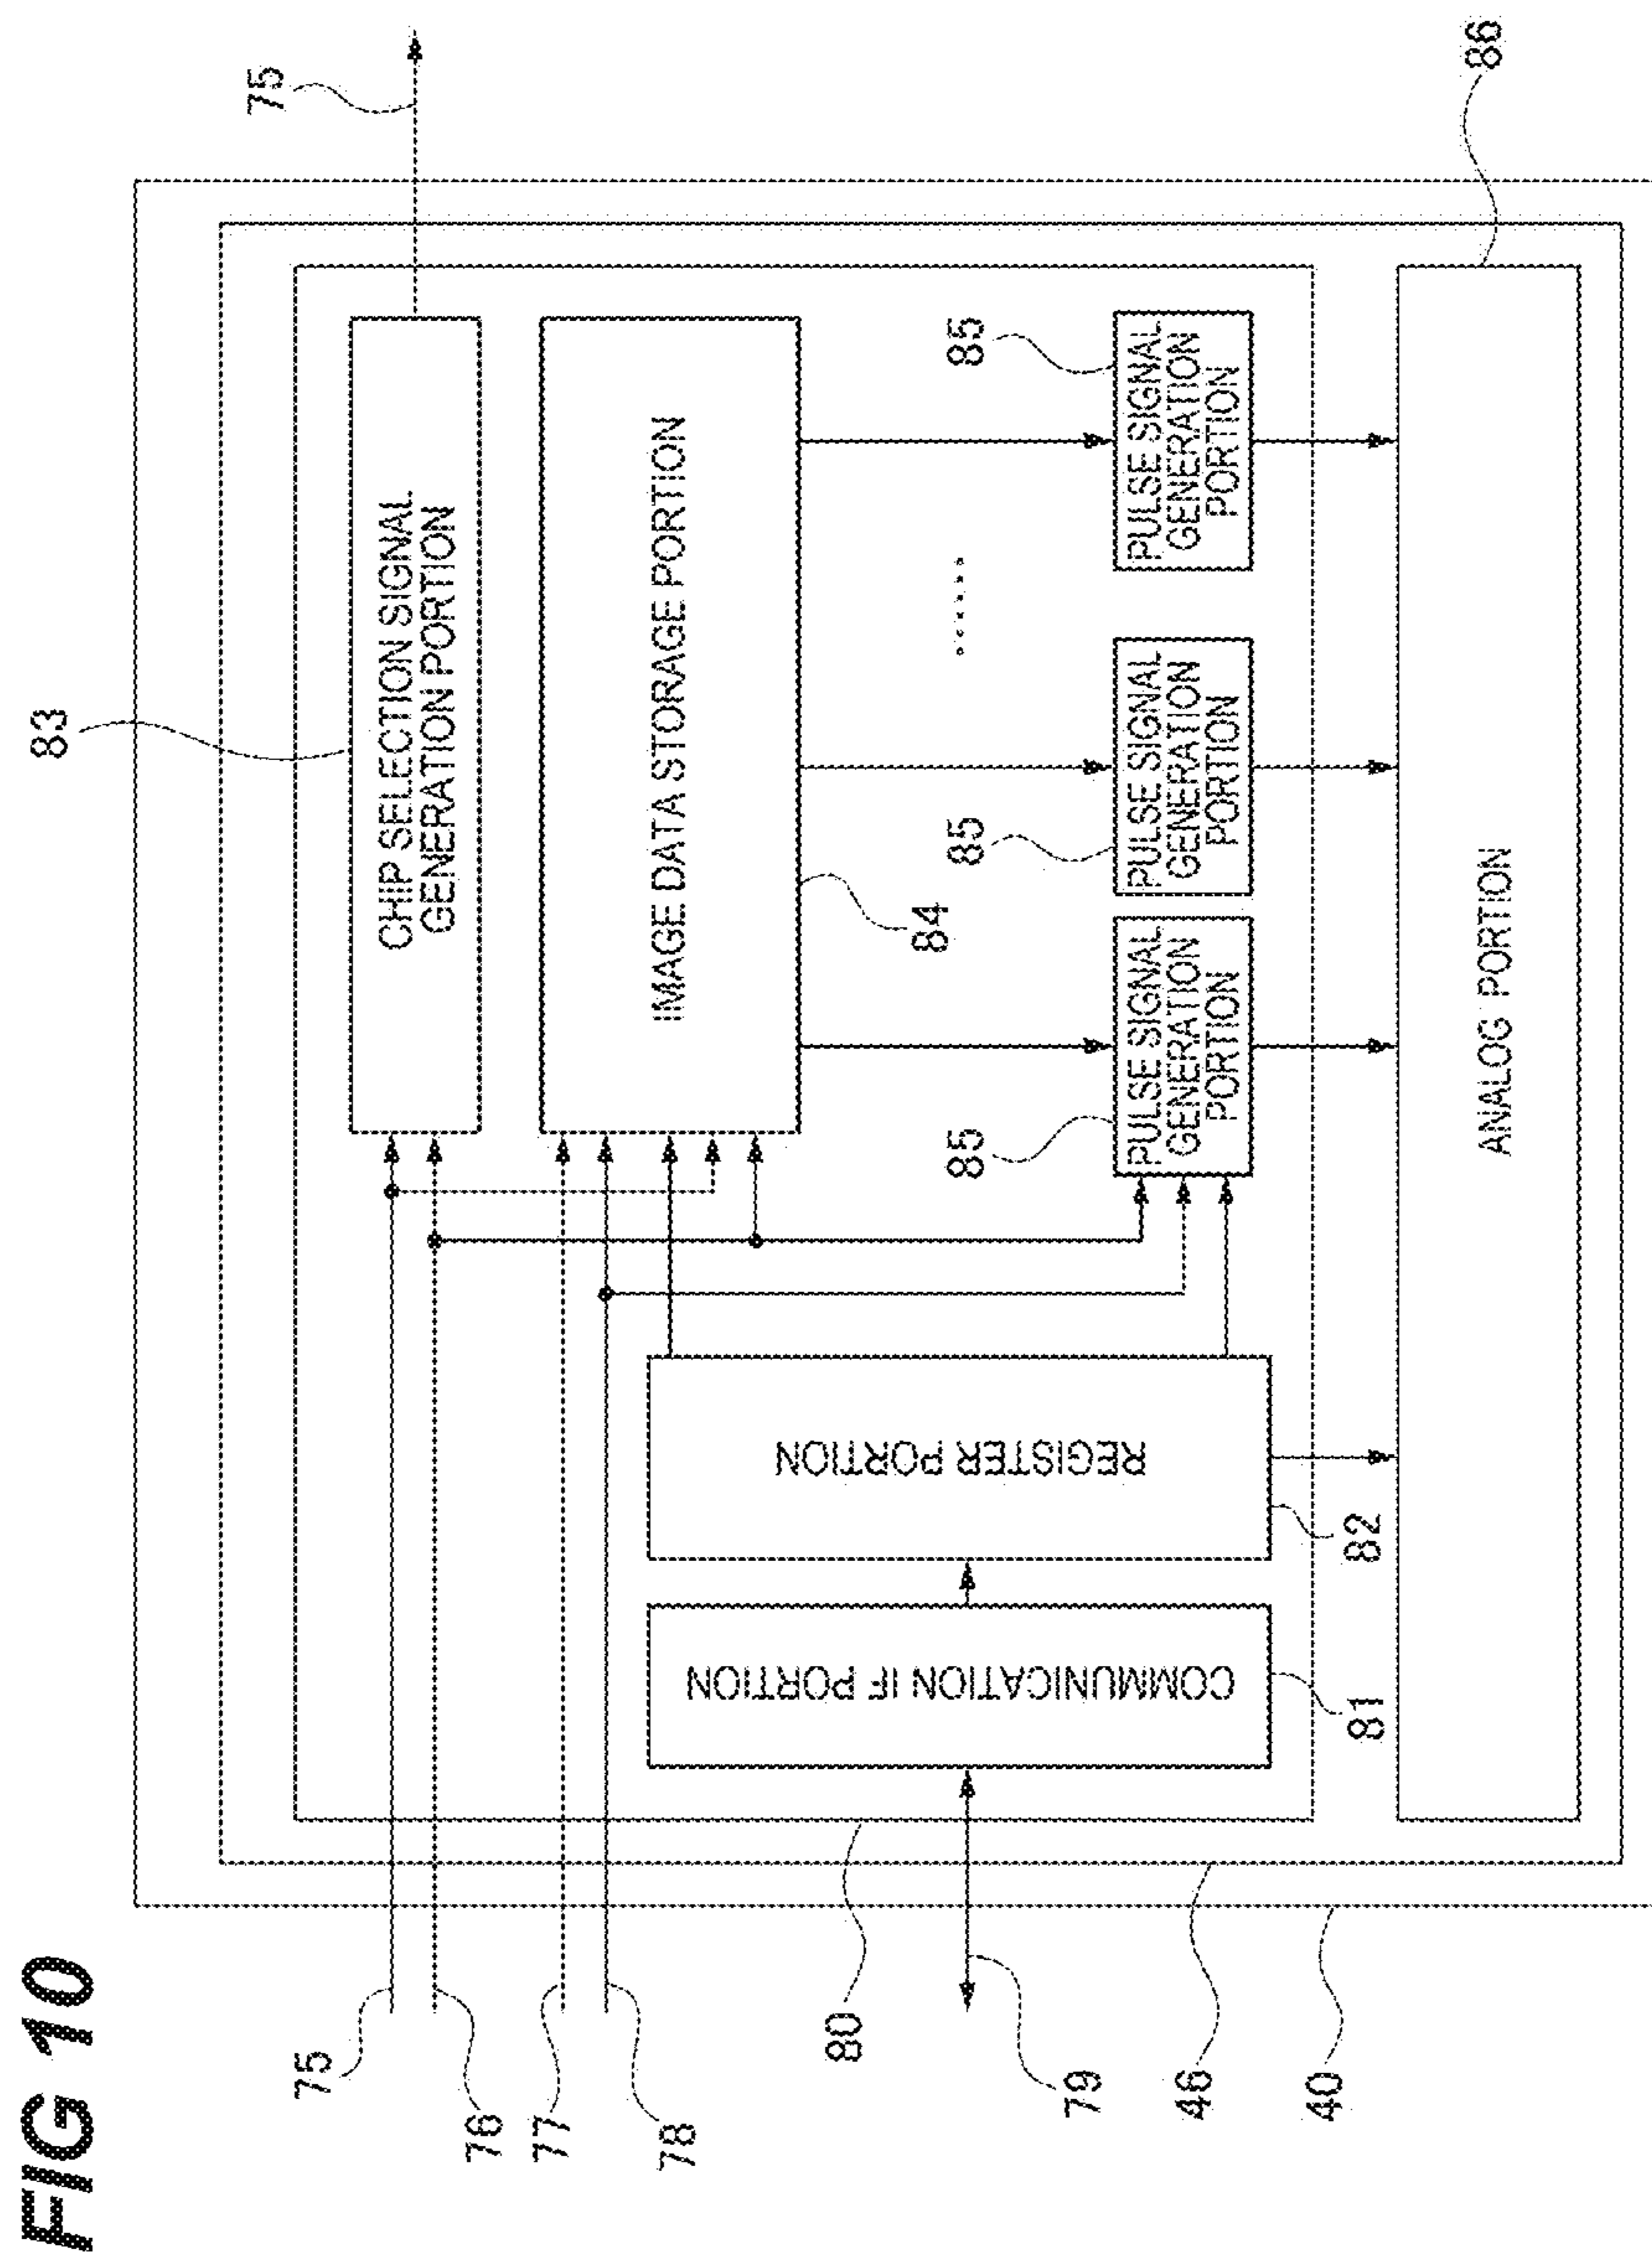 FIG 10
83
75
CHIP SELECTION SIGNAL
GENERATION PORTION
75
76
77
78
IMAGE DATA STORAGE PORTION
84
REGISTER PORTION
82
COMMUNICATION IF PORTION
81
79
80
85
PULSE SIGNAL
GENERATION
PORTION
85
PULSE SIGNAL
GENERATION
PORTION
......
85
PULSE SIGNAL
GENERATION
PORTION
46
40
ANALOG PORTION
86